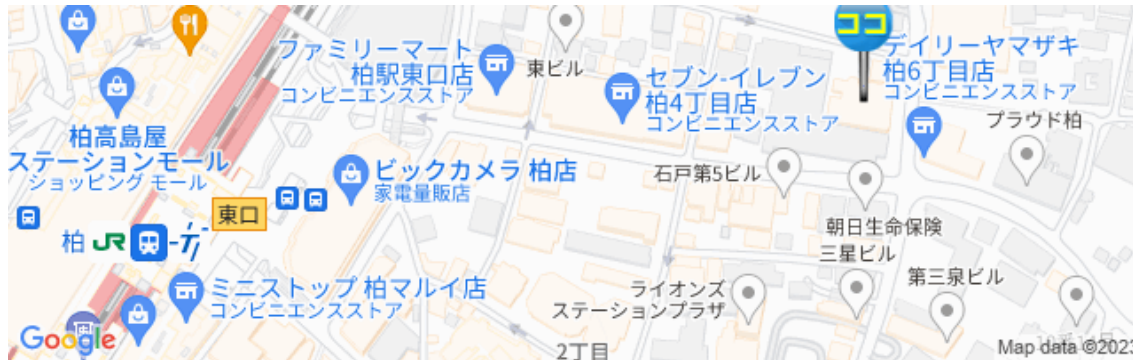 ココ
ファミリーマート
柏駅東口店
コンビニエンスストア
東ビル
セブン-イレブン
柏4丁目店
コンビニエンスストア
デイリーヤマザキ
柏6丁目店
コンビニエンスストア
プラウド柏
柏高島屋
ステーションモール
ショッピング モール
ビックカメラ 柏店
家電量販店
石戸第5ビル
東口
柏 JR
朝日生命保険
三星ビル
第三泉ビル
ミニストップ 柏マルイ店
コンビニエンスストア
ライオンズ
ステーションプラザ
2丁目
Google
Map data ©2023